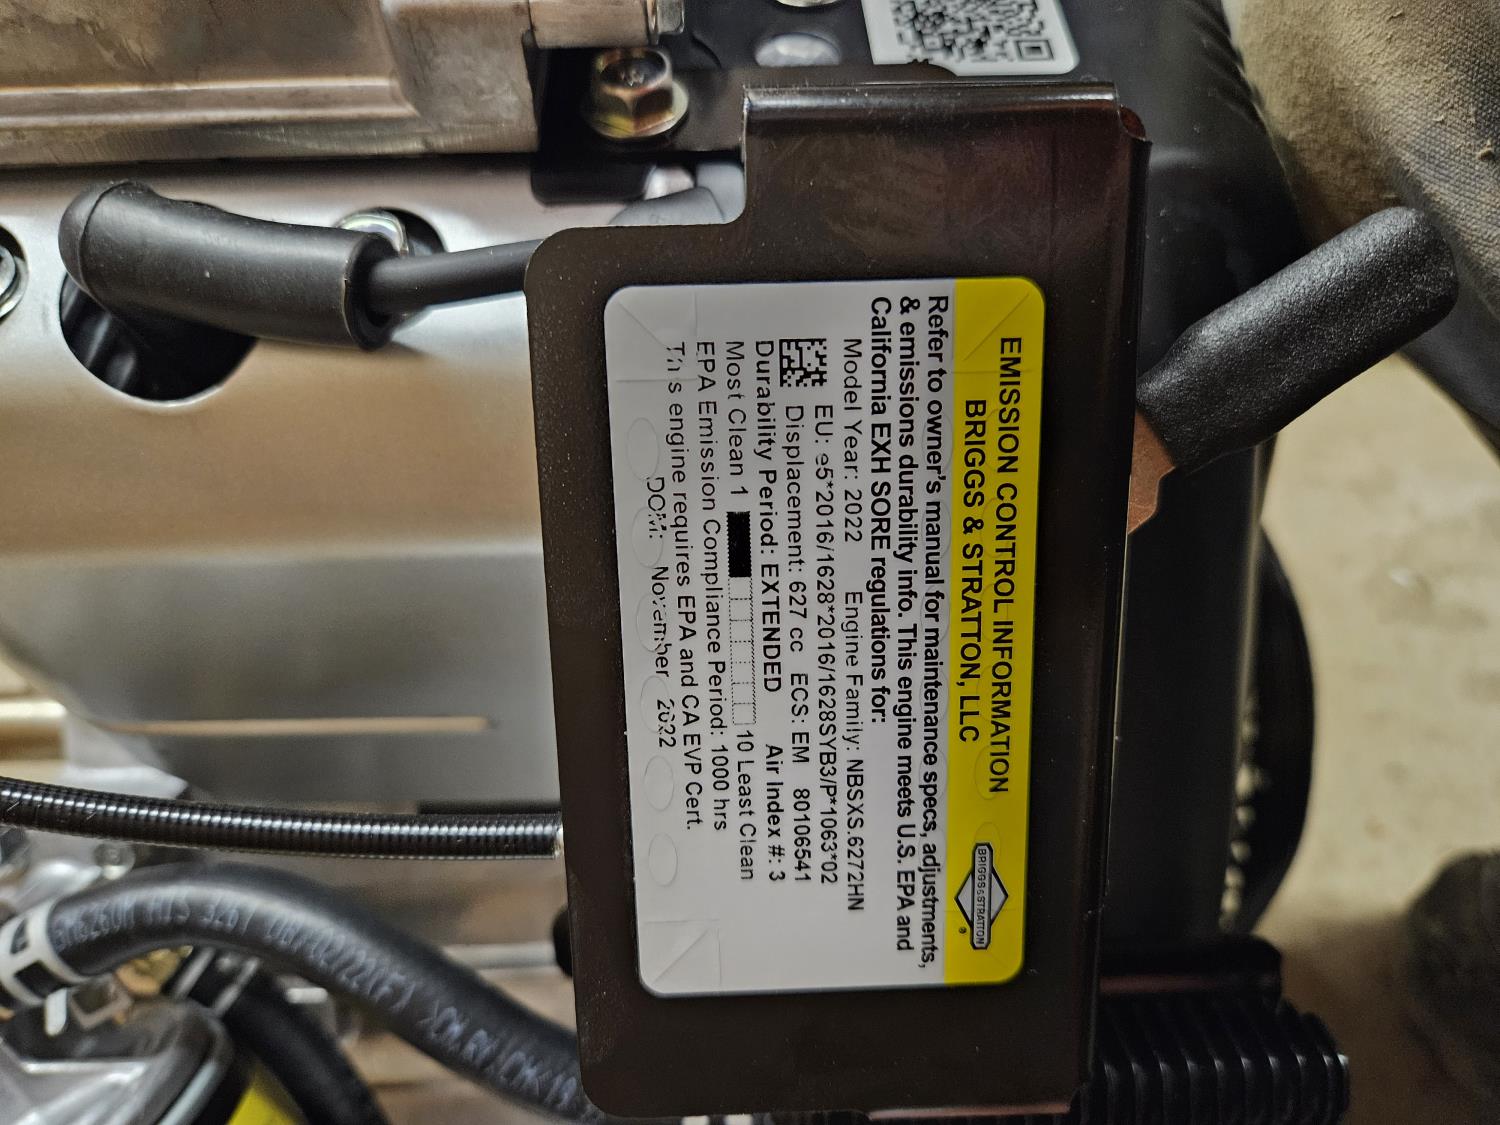 EMISSION CONTROL INFORMATION
BRIGGS & STRATTON, LLC
BRIGGS & STRATTON
Refer to owner's manual for maintenance specs, adjustments,
& emissions durability info. This engine meets U.S. EPA and
California EXH SORE regulations for:
Model Year: 2022 Engine Family: NBSXS.6272HN
EU: e5*2016/1628*2016/1628SYB3/P*1063*02
Displacement: 627 cc ECS: EM 80106541
Durability Period: EXTENDED Air Index #: 3
Most Clean 1 10 Least Clean
EPA Emission Compliance Period: 1000 hrs
This engine requires EPA and CA EVP Cert.
DOM: November 2022